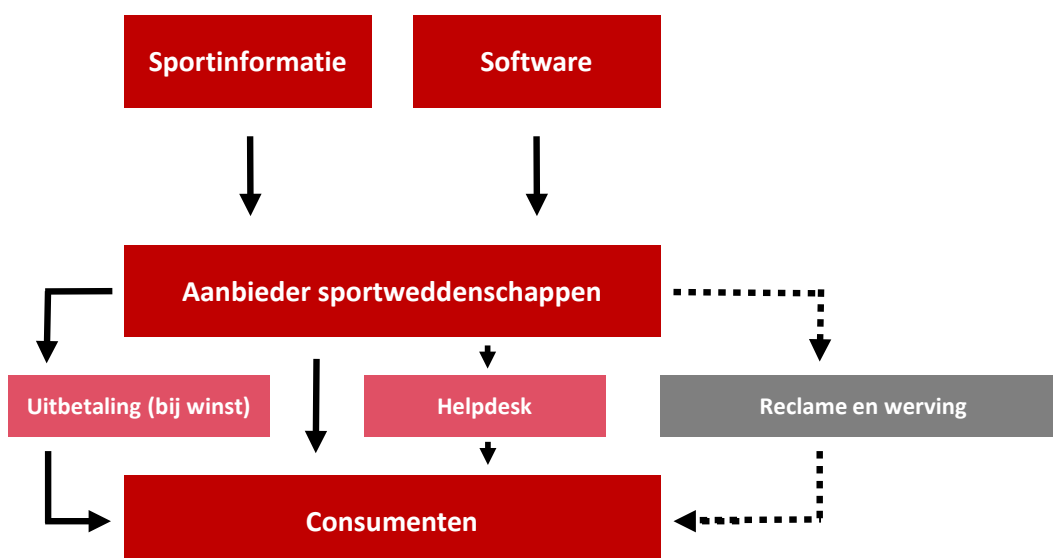 Sportinformatie
Software
Aanbieder sportweddenschappen
Uitbetaling (bij winst)
Helpdesk
Reclame en werving
Consumenten